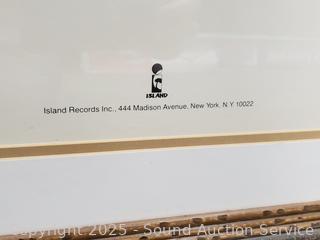 ISLAND
Island Records Inc., 444 Madison Avenue, New York, N.Y 10022
Copyright 2025 - Sound Auction Service